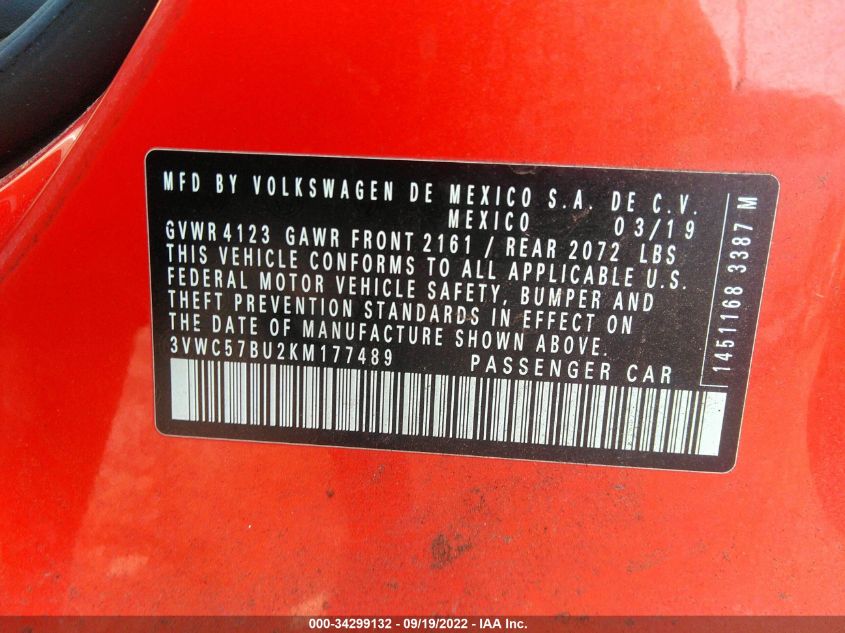 MFD BY VOLKSWAGEN DE MEXICO S.A. DE C.V.
MEXICO 03/19
GVWR 4123 GAWR FRONT 2161 / REAR 2072 LBS
THIS VEHICLE CONFORMS TO ALL APPLICABLE U.S.
FEDERAL MOTOR VEHICLE SAFETY, BUMPER AND
THEFT PREVENTION STANDARDS IN EFFECT ON
THE DATE OF MANUFACTURE SHOWN ABOVE.
3VWC57BU2KM177489 PASSENGER CAR
1451168 3387 M
000-34299132 - 09/19/2022 - IAA Inc.